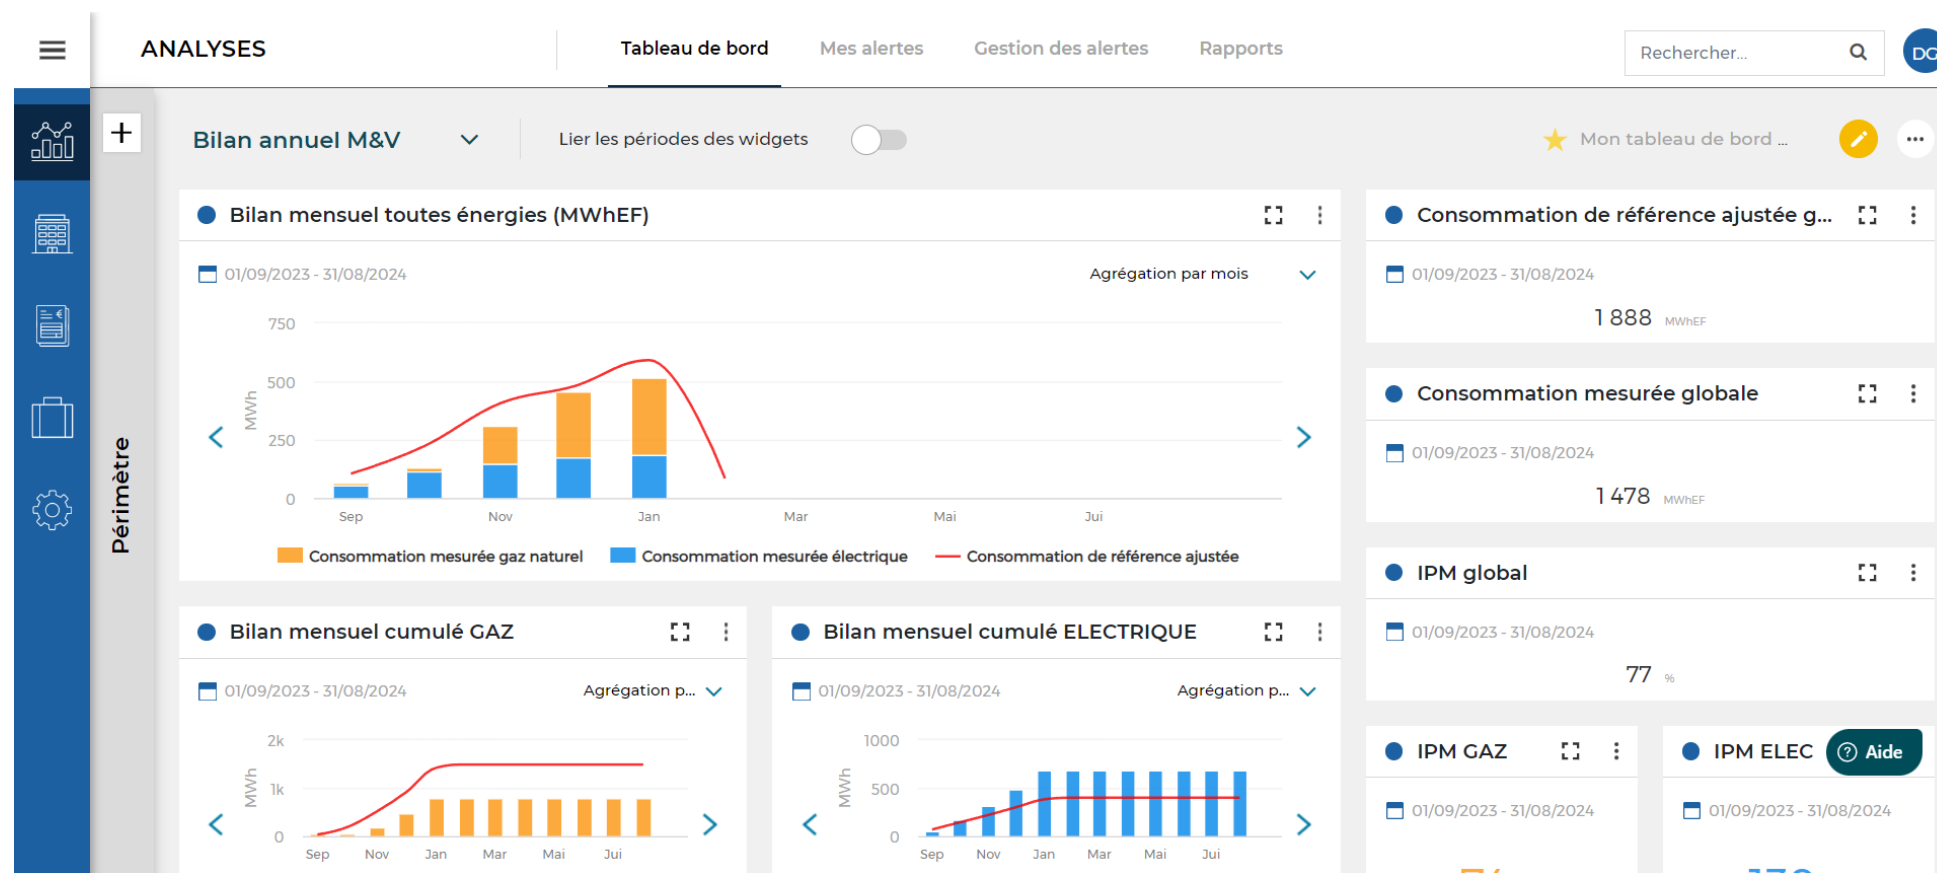 ANALYSES
Tableau de bord
Mes alertes
Gestion des alertes
Rapports
Rechercher...
DG
Périmètre
Bilan annuel M&V
Lier les périodes des widgets
Mon tableau de bord ...
Bilan mensuel toutes énergies (MWhEF)
01/09/2023 - 31/08/2024
Agrégation par mois
MWh
750
500
250
0
Sep
Nov
Jan
Mar
Mai
Jui
Consommation mesurée gaz naturel
Consommation mesurée électrique
Consommation de référence ajustée
Consommation de référence ajustée g...
01/09/2023 - 31/08/2024
1 888 MWhEF
Consommation mesurée globale
01/09/2023 - 31/08/2024
1 478 MWhEF
IPM global
01/09/2023 - 31/08/2024
77 %
Bilan mensuel cumulé GAZ
01/09/2023 - 31/08/2024
Agrégation p...
MWh
2k
1k
0
Sep
Nov
Jan
Mar
Mai
Jui
Bilan mensuel cumulé ELECTRIQUE
01/09/2023 - 31/08/2024
Agrégation p...
MWh
1000
500
0
Sep
Nov
Jan
Mar
Mai
Jui
IPM GAZ
01/09/2023 - 31/08/2024
IPM ELEC
Aide
01/09/2023 - 31/08/2024